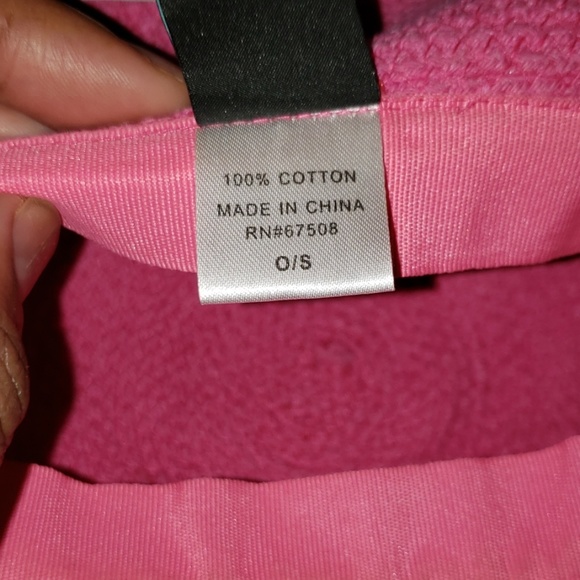 100% COTTON
MADE IN CHINA
RN#67508
O/S